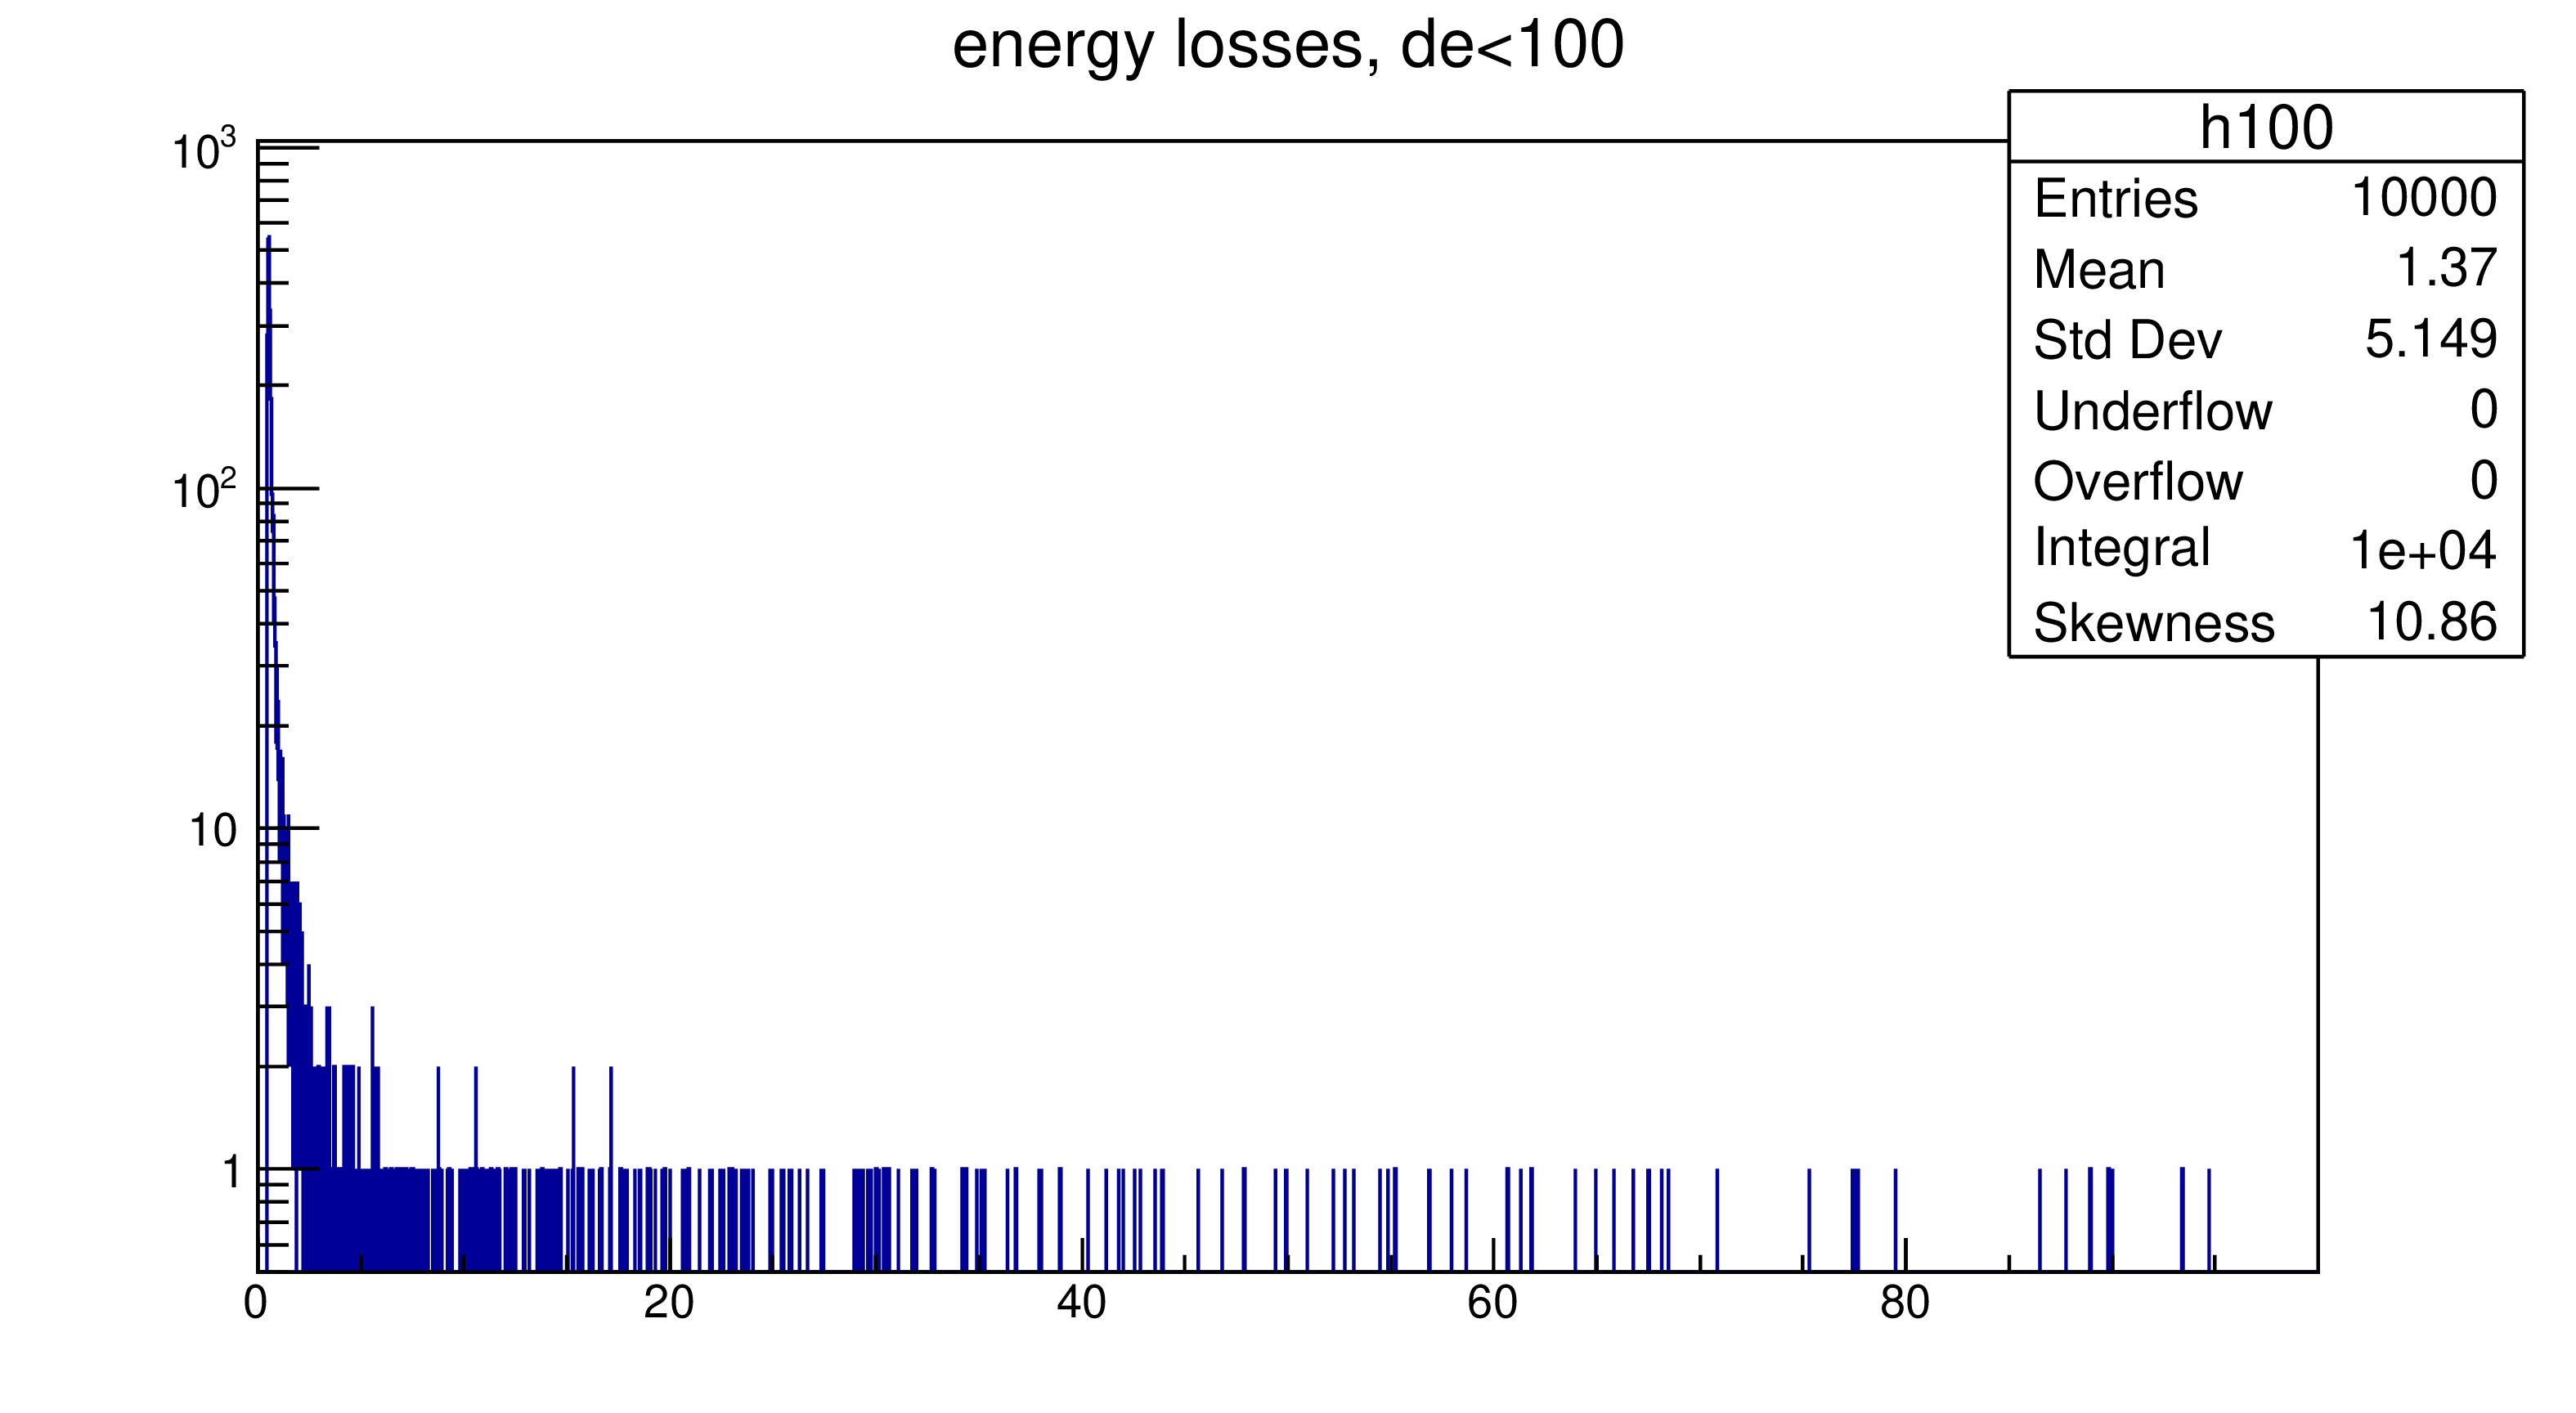 energy losses, de<100
h100
Entries 10000
Mean 1.37
Std Dev 5.149
Underflow 0
Overflow 0
Integral 1e+04
Skewness 10.86
10³
10²
10
1
0 20 40 60 80